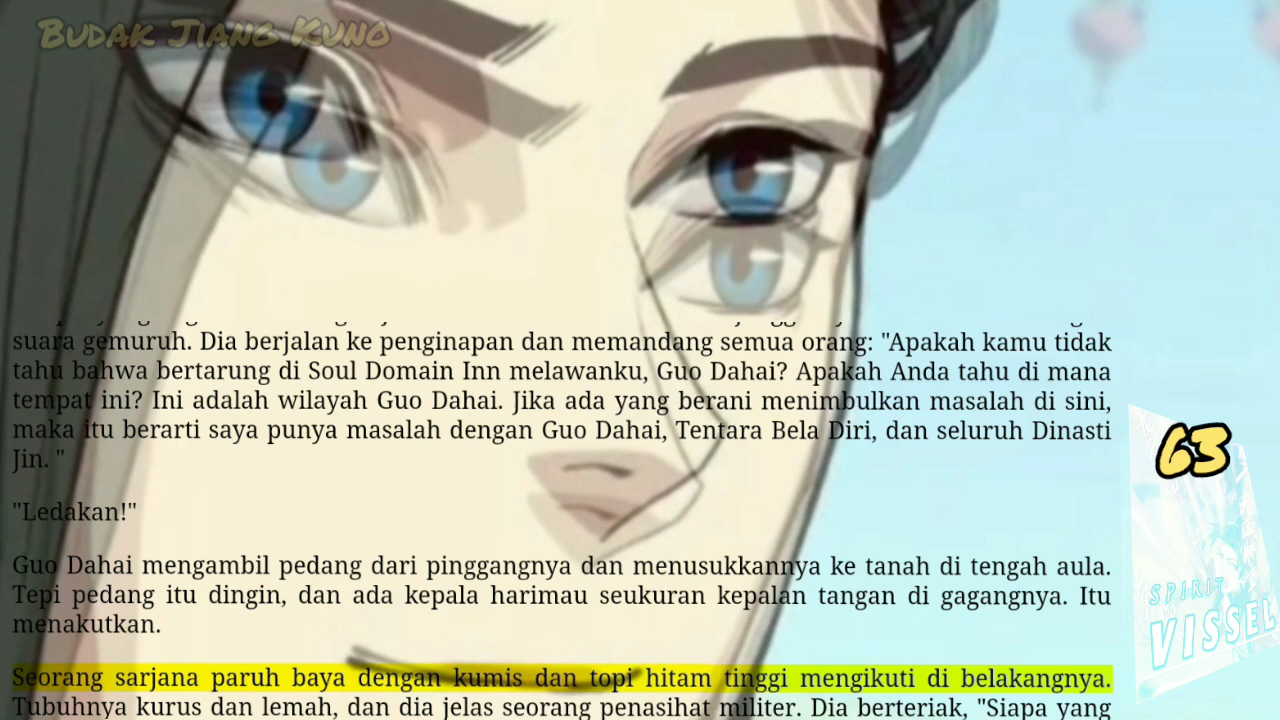 Budak Jiang Kuno
suara gemuruh. Dia berjalan ke penginapan dan memandang semua orang: "Apakah kamu tidak
tahu bahwa bertarung di Soul Domain Inn melawanku, Guo Dahai? Apakah Anda tahu di mana
tempat ini? Ini adalah wilayah Guo Dahai. Jika ada yang berani menimbulkan masalah di sini,
maka itu berarti saya punya masalah dengan Guo Dahai, Tentara Bela Diri, dan seluruh Dinasti
Jin. "
"Ledakan!"
Guo Dahai mengambil pedang dari pinggangnya dan menusukkannya ke tanah di tengah aula.
Tepi pedang itu dingin, dan ada kepala harimau seukuran kepalan tangan di gagangnya. Itu
menakutkan.
Seorang sarjana paruh baya dengan kumis dan topi hitam tinggi mengikuti di belakangnya.
Tubuhnya kurus dan lemah, dan dia jelas seorang penasihat militer. Dia berteriak, "Siapa yang
63
SPIRIT
VISSEL